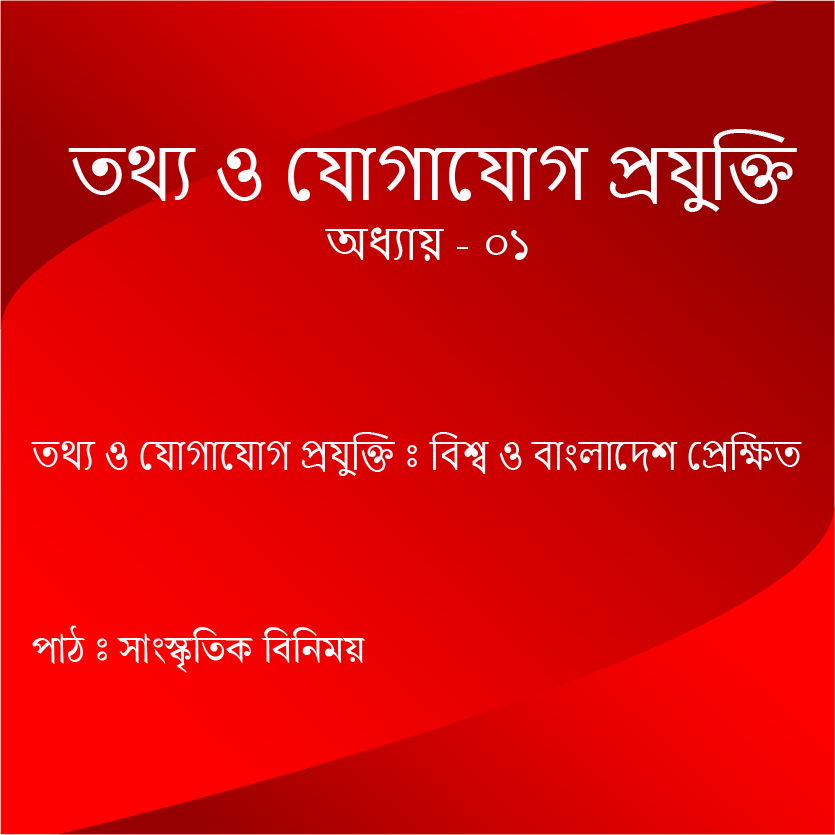 তথ্য ও যোগাযোগ প্রযুক্তি
অধ্যায় - ০১
তথ্য ও যোগাযোগ প্রযুক্তি ঃ বিশ্ব ও বাংলাদেশ প্রেক্ষিত
পাঠ ঃ সাংস্কৃতিক বিনিময়